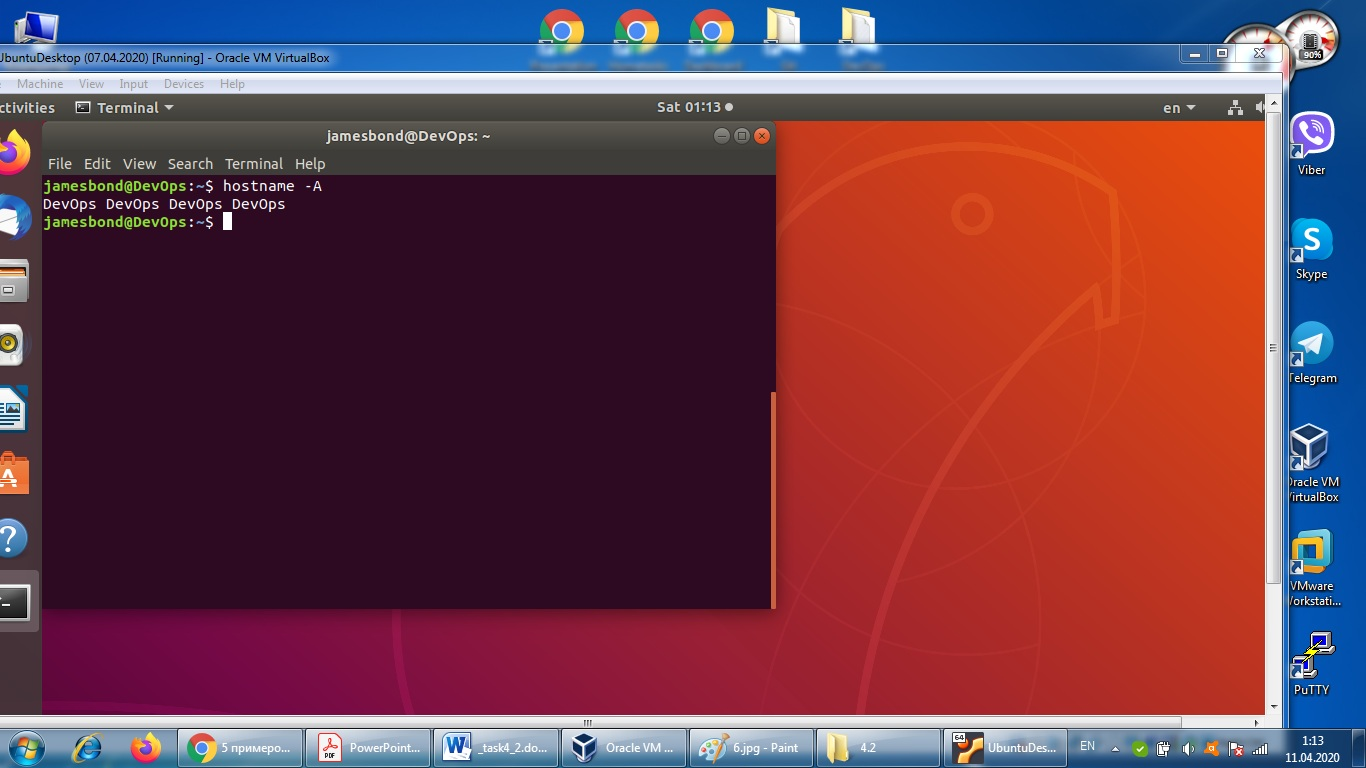 UbuntuDesktop (07.04.2020) [Running] - Oracle VM VirtualBox
Machine View Input Devices Help
ctivities Terminal Sat 01:13 en
jamesbond@DevOps: ~
File Edit View Search Terminal Help
jamesbond@DevOps:~$ hostname -A
DevOps DevOps DevOps DevOps
jamesbond@DevOps:~$
90%
Viber
Skype
Telegram
Oracle VM
VirtualBox
VMware
Workstati...
PuTTY
5 примеро... PowerPoint... _task4_2.do... Oracle VM ... 6.jpg - Paint 4.2 64 UbuntuDes... EN 1:13
11.04.2020